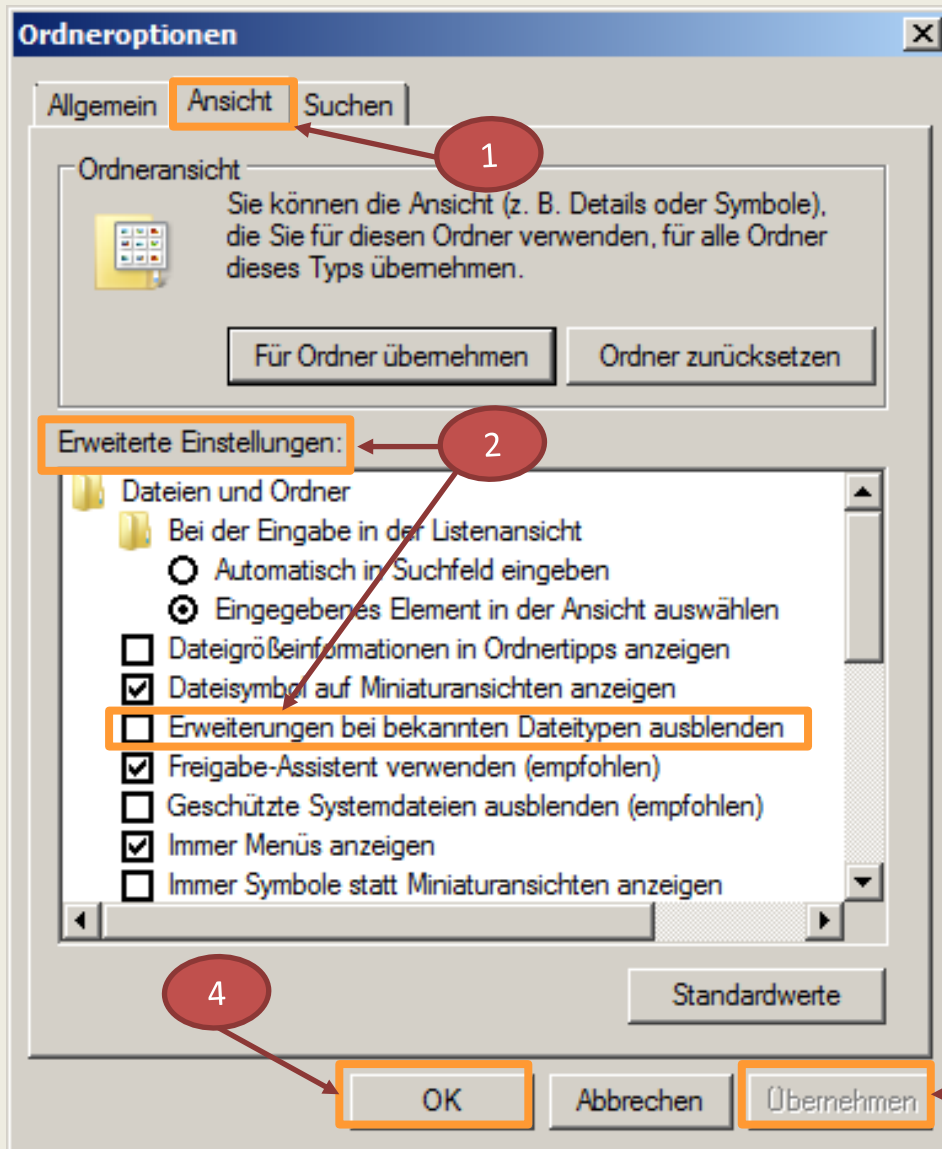 Ordneroptionen
Allgemein Ansicht Suchen
1
Ordneransicht
Sie können die Ansicht (z. B. Details oder Symbole),
die Sie für diesen Ordner verwenden, für alle Ordner
dieses Typs übernehmen.
Für Ordner übernehmen Ordner zurücksetzen
Erweiterte Einstellungen:
2
Dateien und Ordner
Bei der Eingabe in der Listenansicht
Automatisch in Suchfeld eingeben
Eingegebenes Element in der Ansicht auswählen
Dateigrößeinformationen in Ordnertipps anzeigen
Dateisymbol auf Miniaturansichten anzeigen
Erweiterungen bei bekannten Dateitypen ausblenden
Freigabe-Assistent verwenden (empfohlen)
Geschützte Systemdateien ausblenden (empfohlen)
Immer Menüs anzeigen
Immer Symbole statt Miniaturansichten anzeigen
4
Standardwerte
OK Abbrechen Übernehmen